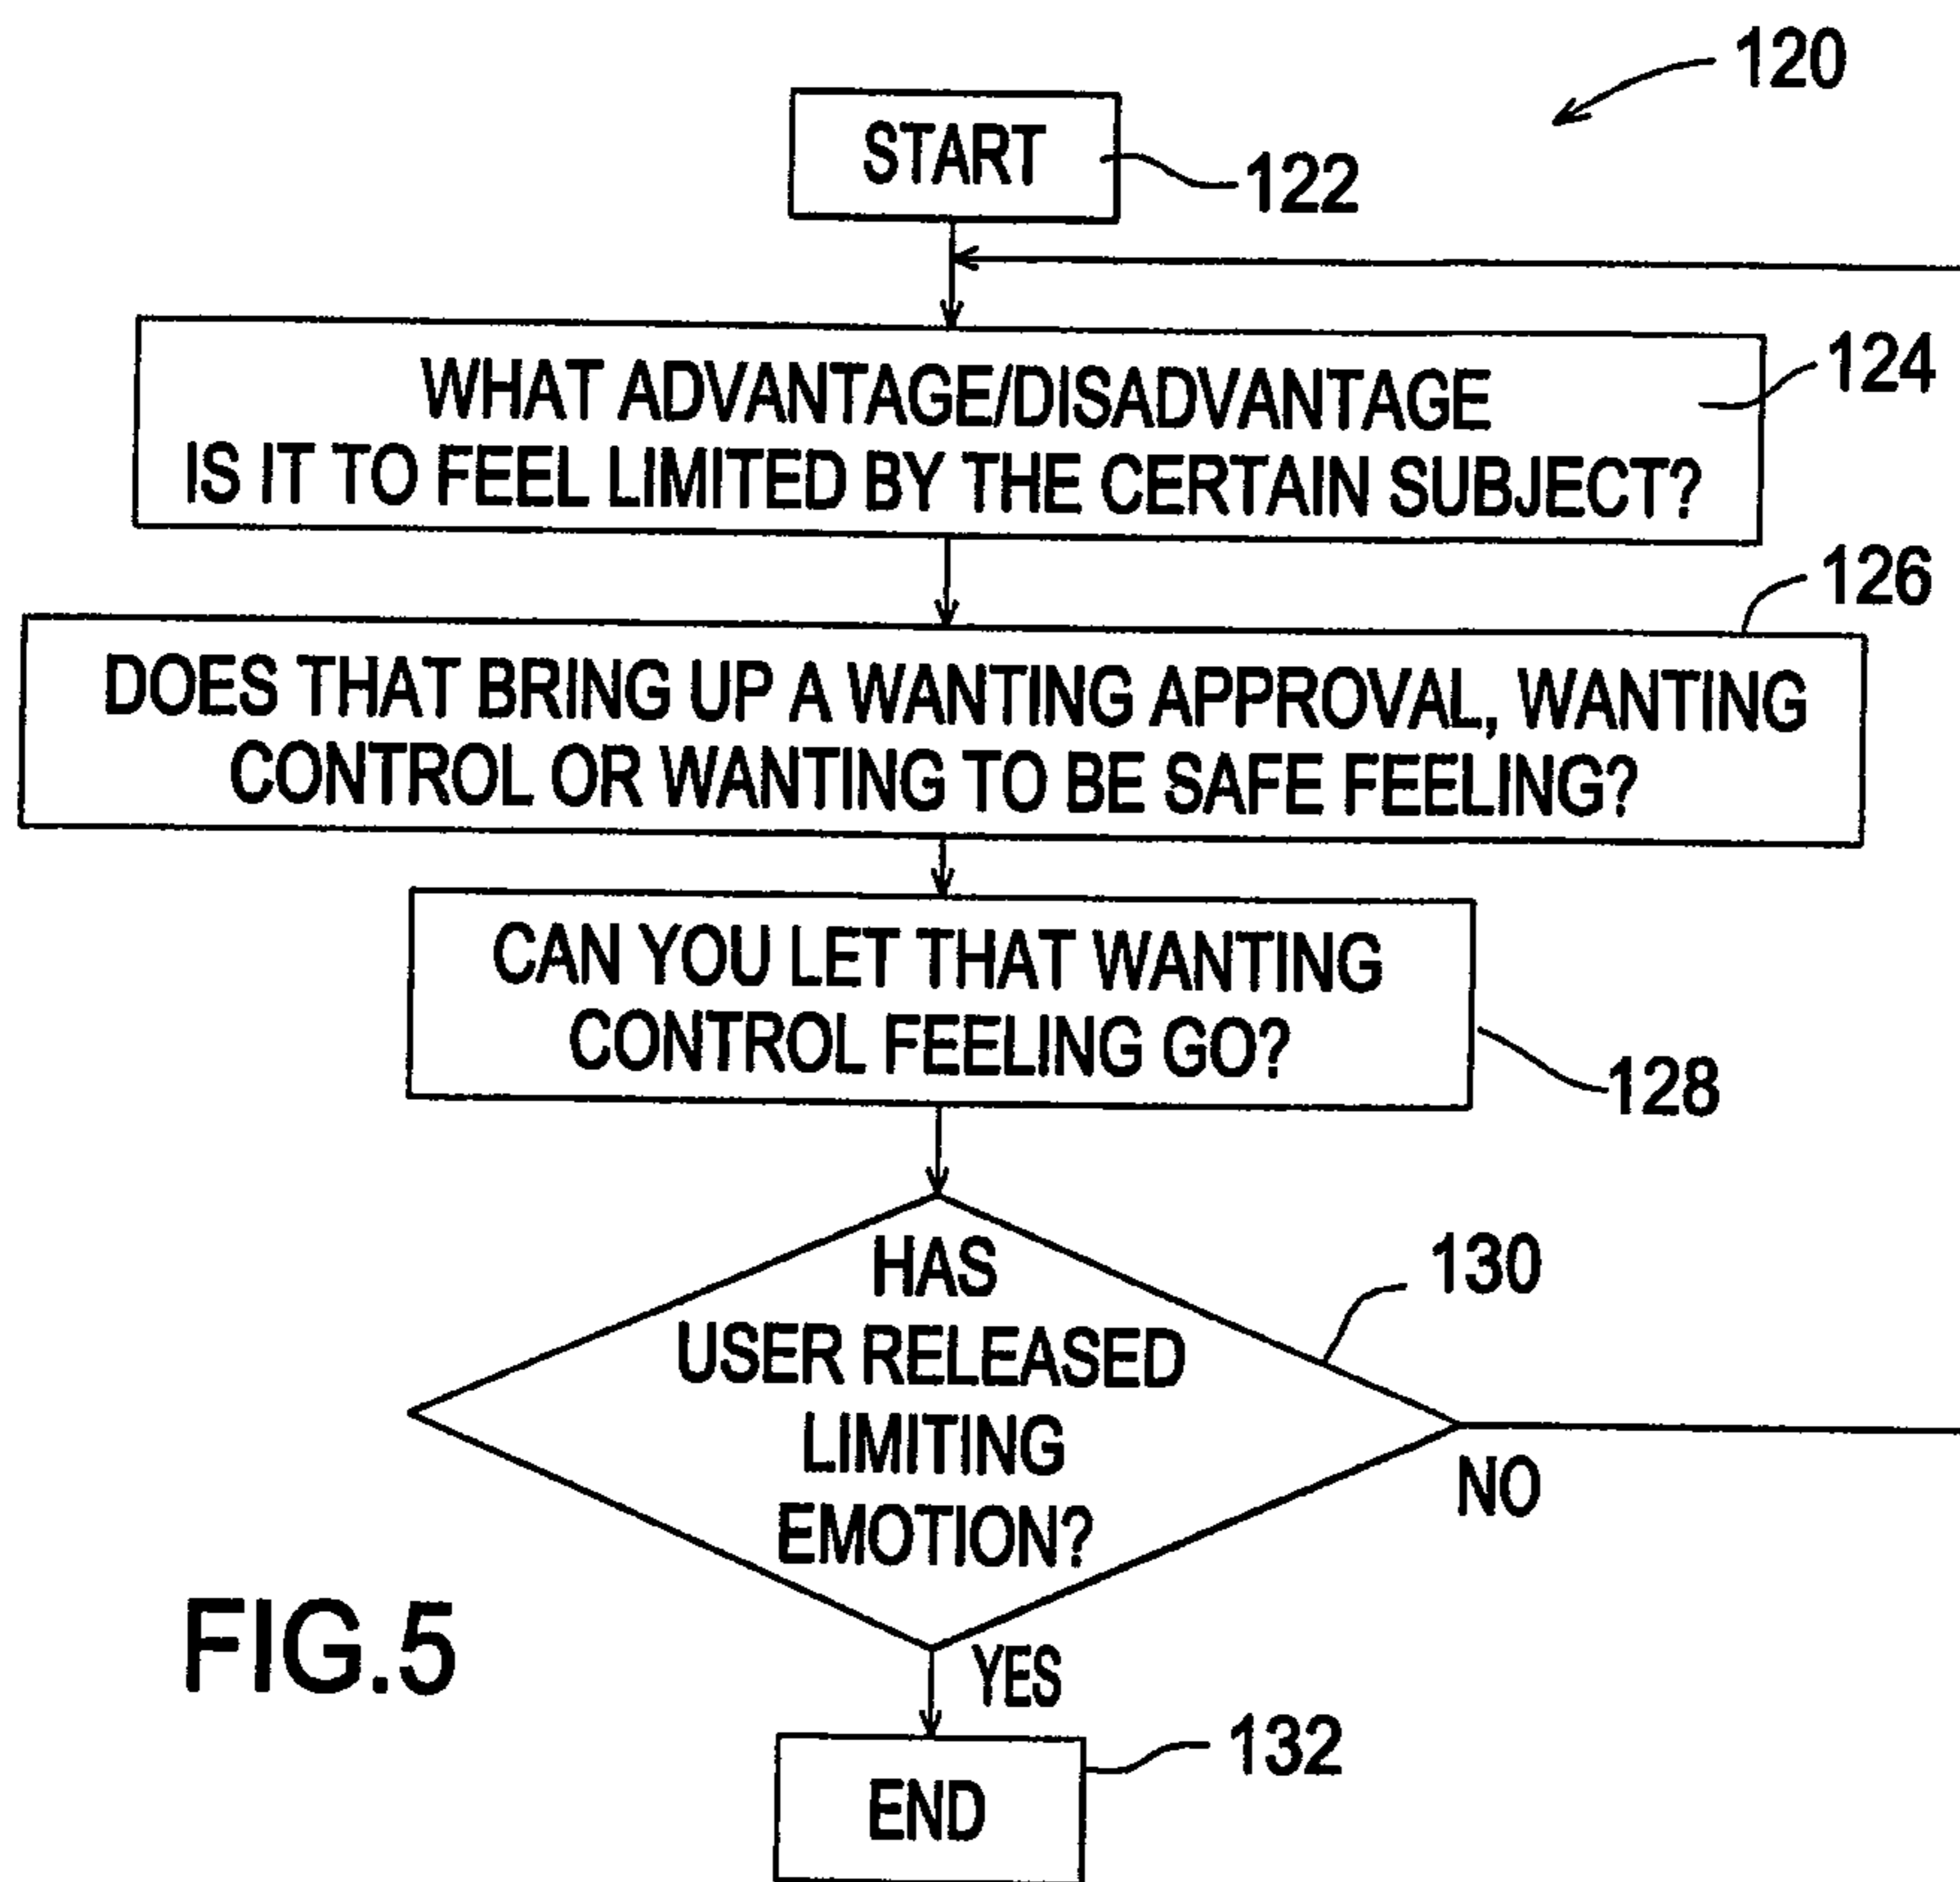 120
START
122
WHAT ADVANTAGE/DISADVANTAGE
IS IT TO FEEL LIMITED BY THE CERTAIN SUBJECT?
124
126
DOES THAT BRING UP A WANTING APPROVAL, WANTING
CONTROL OR WANTING TO BE SAFE FEELING?
CAN YOU LET THAT WANTING
CONTROL FEELING GO?
128
HAS
USER RELEASED
LIMITING
EMOTION?
130
NO
YES
FIG.5
END
132